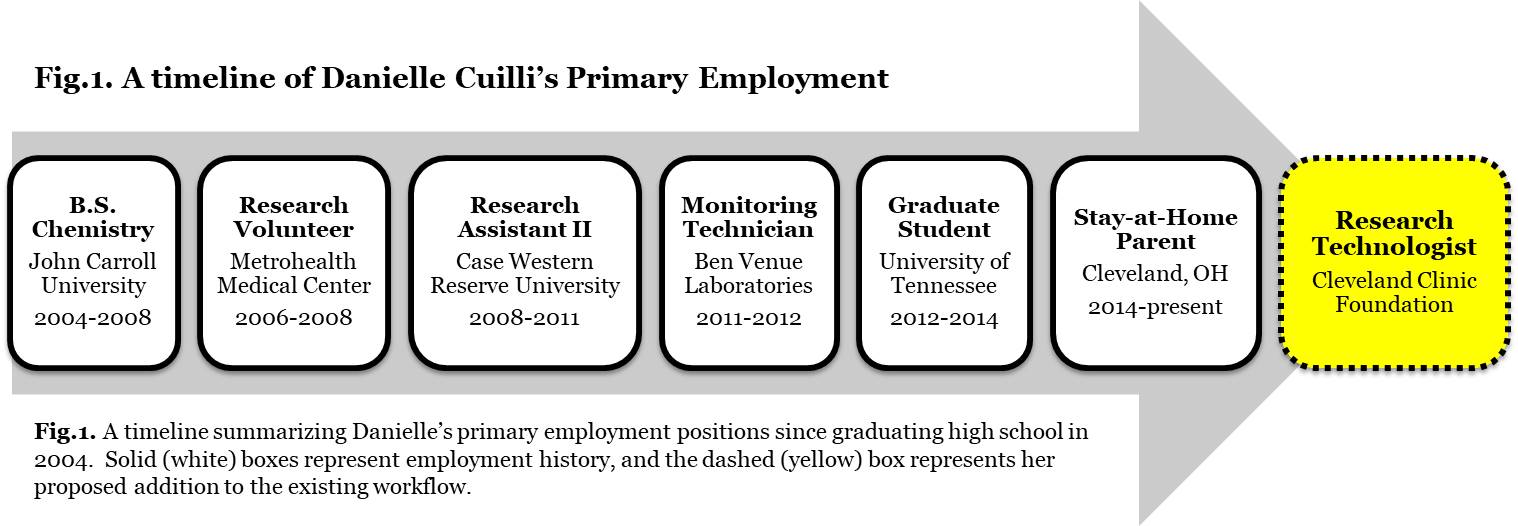 Fig.1. A timeline of Danielle Cuilli's Primary Employment
B.S.
Chemistry
John Carroll
University
2004-2008
Research
Volunteer
Metrohealth
Medical Center
2006-2008
Research
Assistant II
Case Western
Reserve University
2008-2011
Monitoring
Technician
Ben Venue
Laboratories
2011-2012
Graduate
Student
University of
Tennessee
2012-2014
Stay-at-Home
Parent
Cleveland, OH
2014-present
Research
Technologist
Cleveland Clinic
Foundation
Fig.1. A timeline summarizing Danielle's primary employment positions since graduating high school in
2004.  Solid (white) boxes represent employment history, and the dashed (yellow) box represents her
proposed addition to the existing workflow.